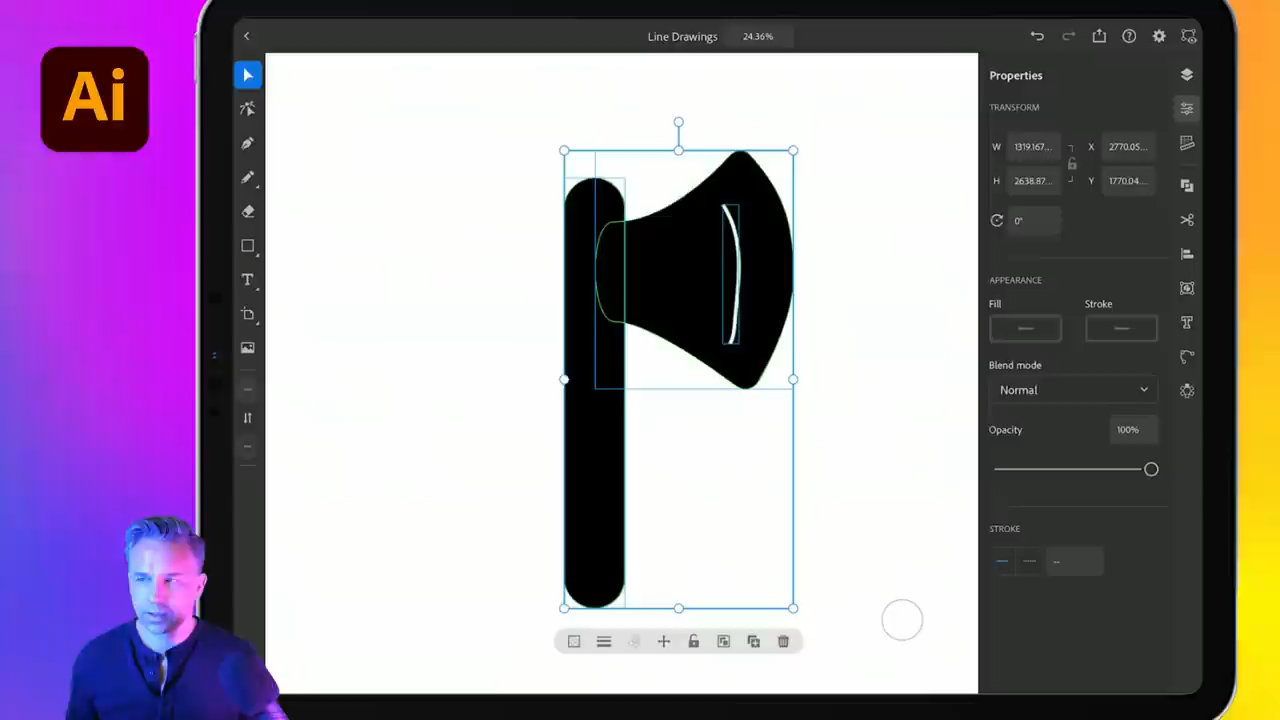 Ai
Line Drawings
24.36%
Properties
TRANSFORM
W 1319.167... X 2770.05...
H 2638.87... Y 1770.04...
0°
APPEARANCE
Fill Stroke
Blend mode
Normal
Opacity 100%
STROKE
--
T